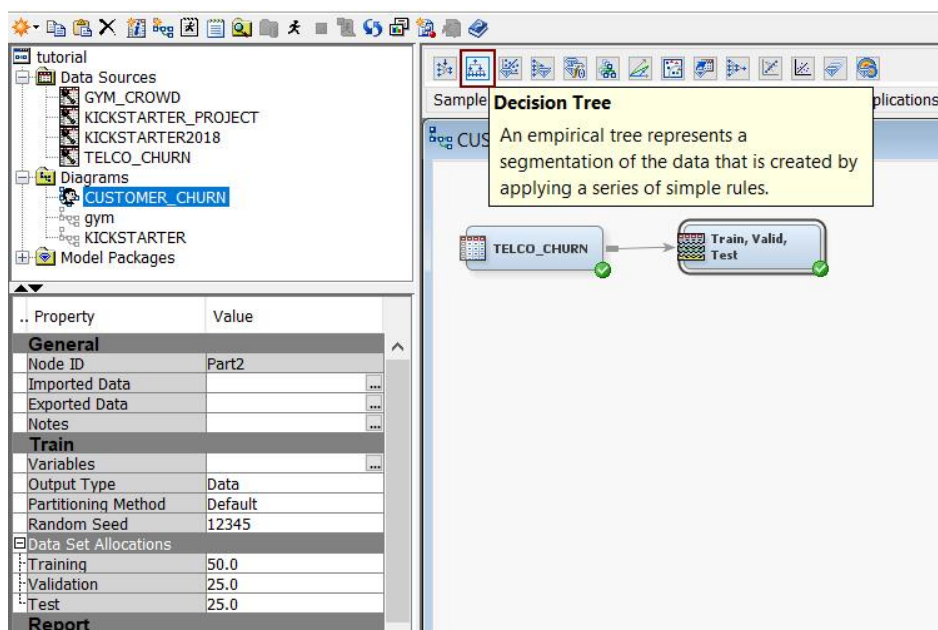 tutorial
Data Sources
GYM_CROWD
KICKSTARTER_PROJECT
KICKSTARTER2018
TELCO_CHURN
Diagrams
CUSTOMER_CHURN
gym
KICKSTARTER
Model Packages
.. Property Value
General
Node ID Part2
Imported Data ...
Exported Data ...
Notes ...
Train
Variables ...
Output Type Data
Partitioning Method Default
Random Seed 12345
Data Set Allocations
Training 50.0
Validation 25.0
Test 25.0
Report
Sample
Decision Tree
An empirical tree represents a
segmentation of the data that is created by
applying a series of simple rules.
plications
CUS
TELCO_CHURN
Train, Valid,
Test